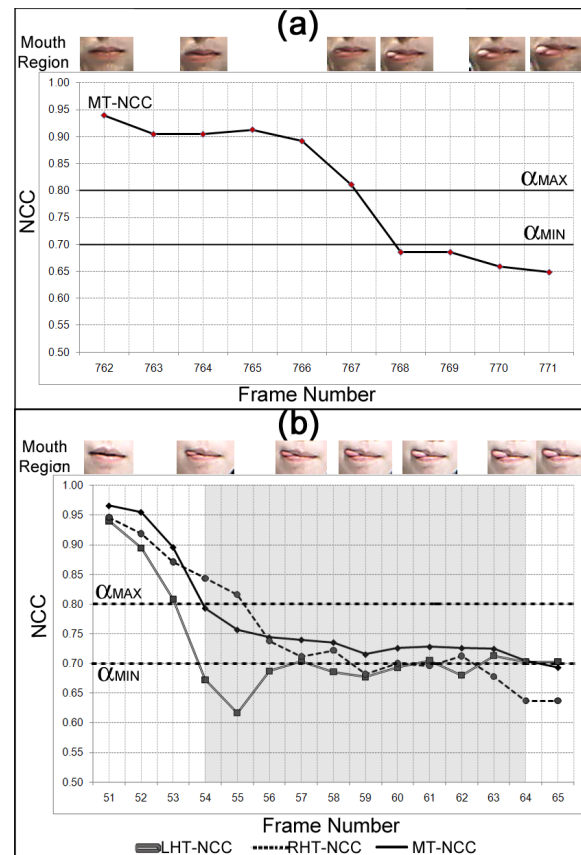 (a)
Mouth
Region
1.00
MT-NCC
0.95
0.90
0.85
αMAX
0.80
NCC
0.75
αMIN
0.70
0.65
0.60
0.55
0.50
762 763 764 765 766 767 768 769 770 771
Frame Number
(b)
Mouth
Region
1.00
0.95
0.90
0.85
αMAX
0.80
NCC
0.75
αMIN
0.70
0.65
0.60
0.55
0.50
51 52 53 54 55 56 57 58 59 60 61 62 63 64 65
Frame Number
LHT-NCC RHT-NCC MT-NCC